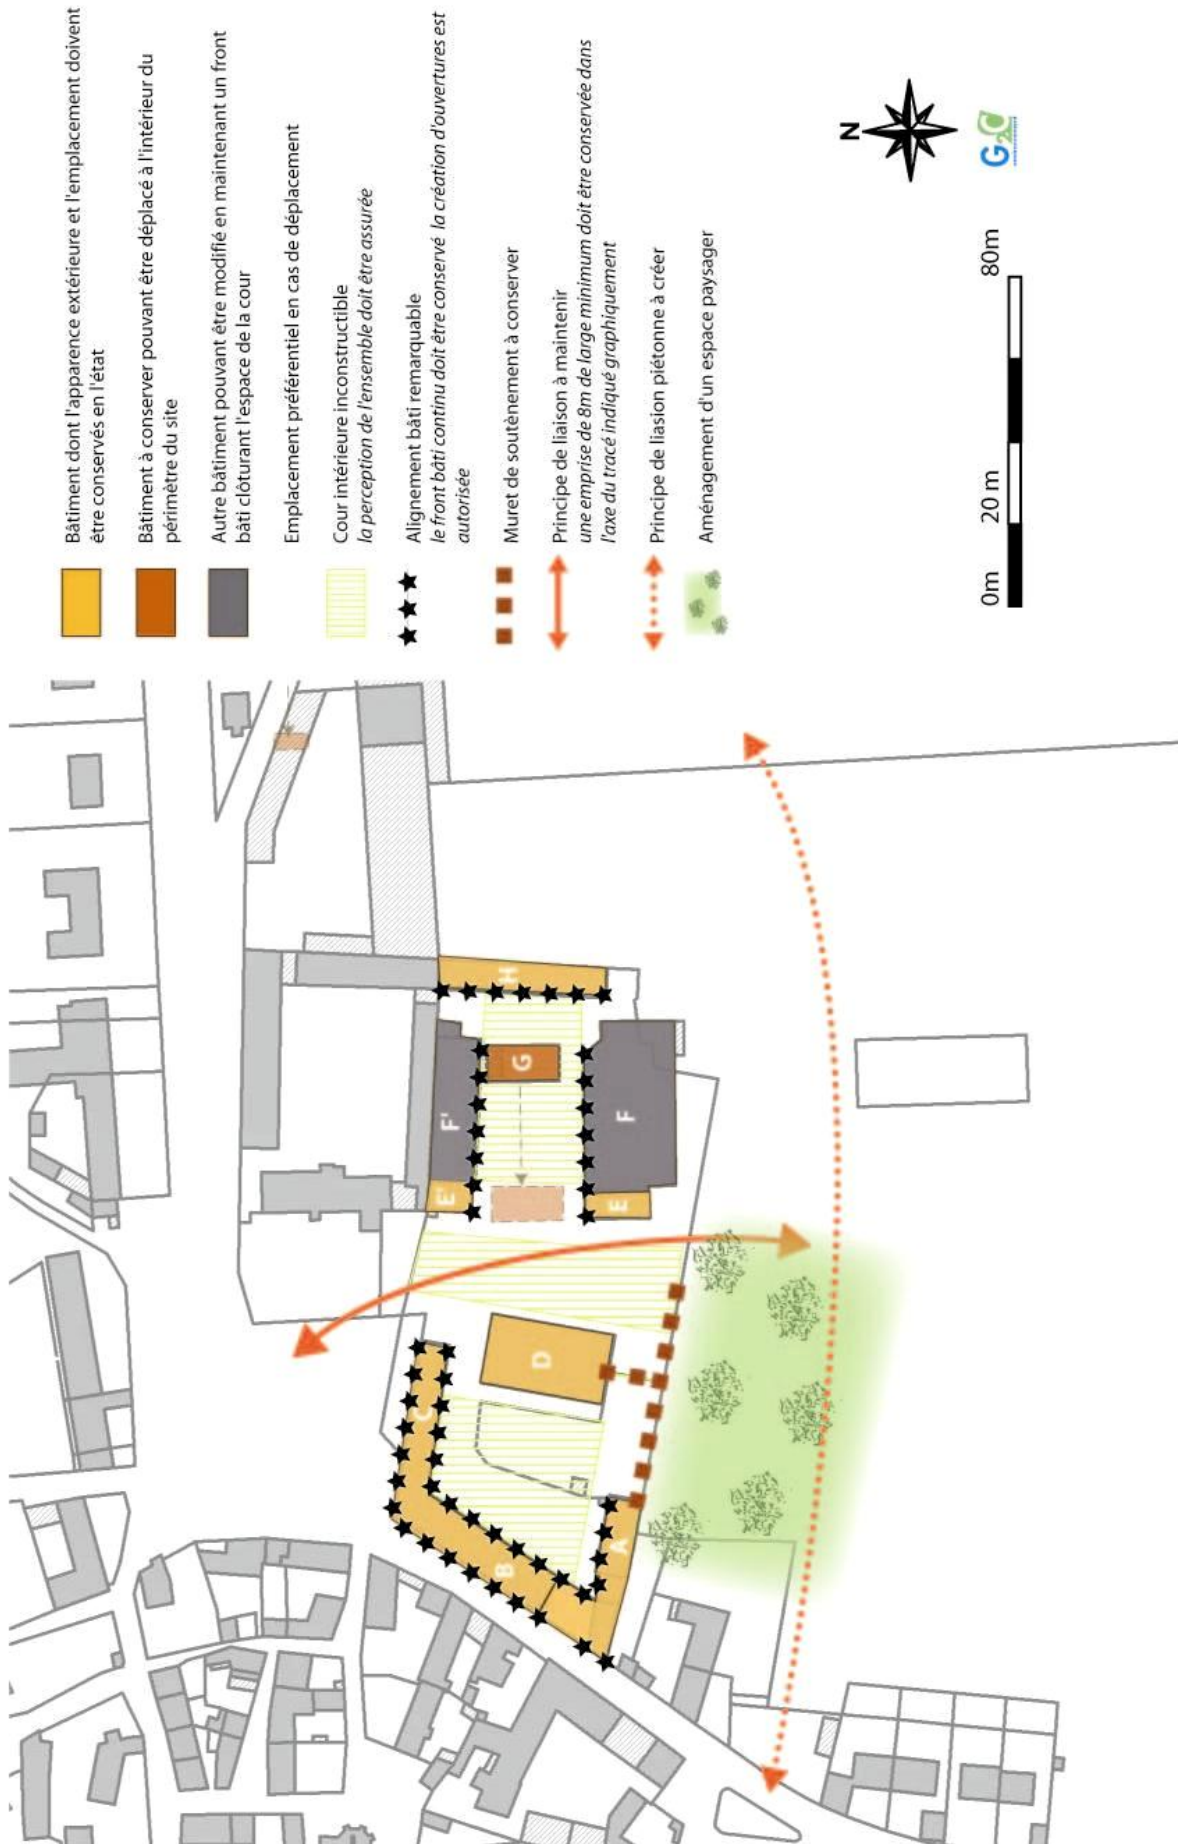 Bâtiment dont l'apparence extérieure et l'emplacement doivent
être conservés en l'état
Bâtiment à conserver pouvant être déplacé à l'intérieur du
périmètre du site
Autre bâtiment pouvant être modifié en maintenant un front
bâti clôturant l'espace de la cour
Emplacement préférentiel en cas de déplacement
Cour intérieure inconstructible
la perception de l'ensemble doit être assurée
Alignement bâti remarquable
le front bâti continu doit être conservé la création d'ouvertures est
autorisée
Muret de soutènement à conserver
Principe de liaison à maintenir
une emprise de 8m de large minimum doit être conservée dans
l'axe du tracé indiqué graphiquement
Principe de liasion piétonne à créer
Aménagement d'un espace paysager
N
G2C
0m
20 m
80m
A
B
C
D
E'
E
F'
F
G
H